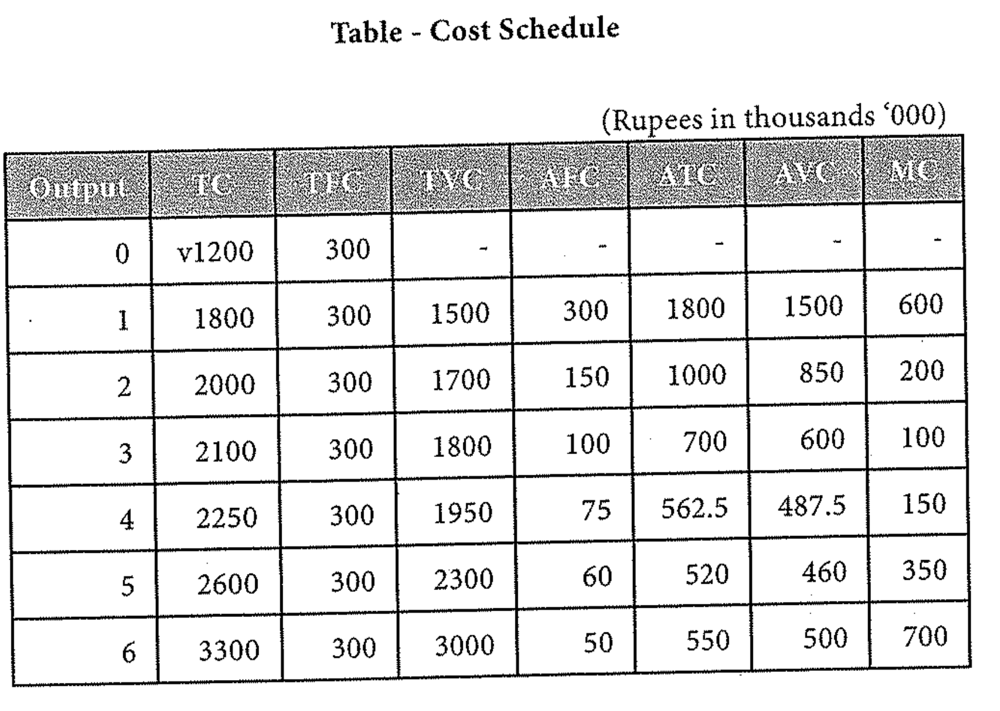 Table - Cost Schedule
(Rupees in thousands ‘000)
Output TC TFC TVC AFC ATC AVC MC
0 v1200 300 - - - - -
1 1800 300 1500 300 1800 1500 600
2 2000 300 1700 150 1000 850 200
3 2100 300 1800 100 700 600 100
4 2250 300 1950 75 562.5 487.5 150
5 2600 300 2300 60 520 460 350
6 3300 300 3000 50 550 500 700